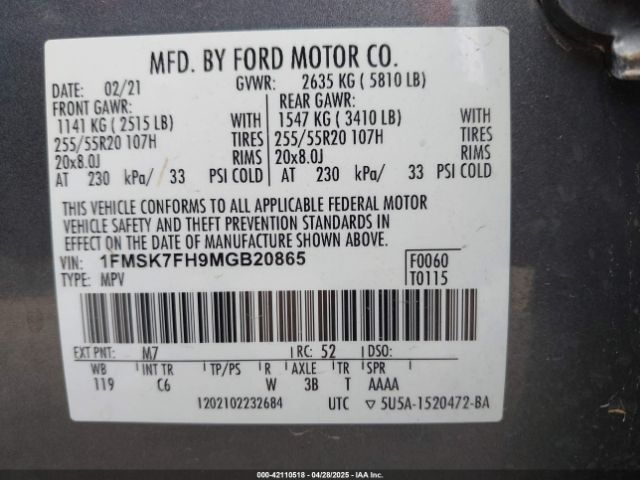 MFD. BY FORD MOTOR CO.
DATE: 02/21 GVWR: 2635 KG ( 5810 LB)
FRONT GAWR: REAR GAWR:
1141 KG ( 2515 LB) WITH 1547 KG ( 3410 LB) WITH
255/55R20 107H TIRES 255/55R20 107H TIRES
20x8.0J RIMS 20x8.0J RIMS
AT 230 kPa/ 33 PSI COLD AT 230 kPa/ 33 PSI COLD
THIS VEHICLE CONFORMS TO ALL APPLICABLE FEDERAL MOTOR
VEHICLE SAFETY AND THEFT PREVENTION STANDARDS IN
EFFECT ON THE DATE OF MANUFACTURE SHOWN ABOVE.
VIN: 1FMSK7FH9MGB20865 F0060
TYPE: MPV T0115
EXT PNT: M7 RC: 52 DSO:
WB INT TR TP/PS R AXLE TR SPR
119 C6 W 3B T AAAA
1202102232684 UTC ▽ 5U5A-1520472-BA
000-42110518 - 04/28/2025 - IAAI.COM